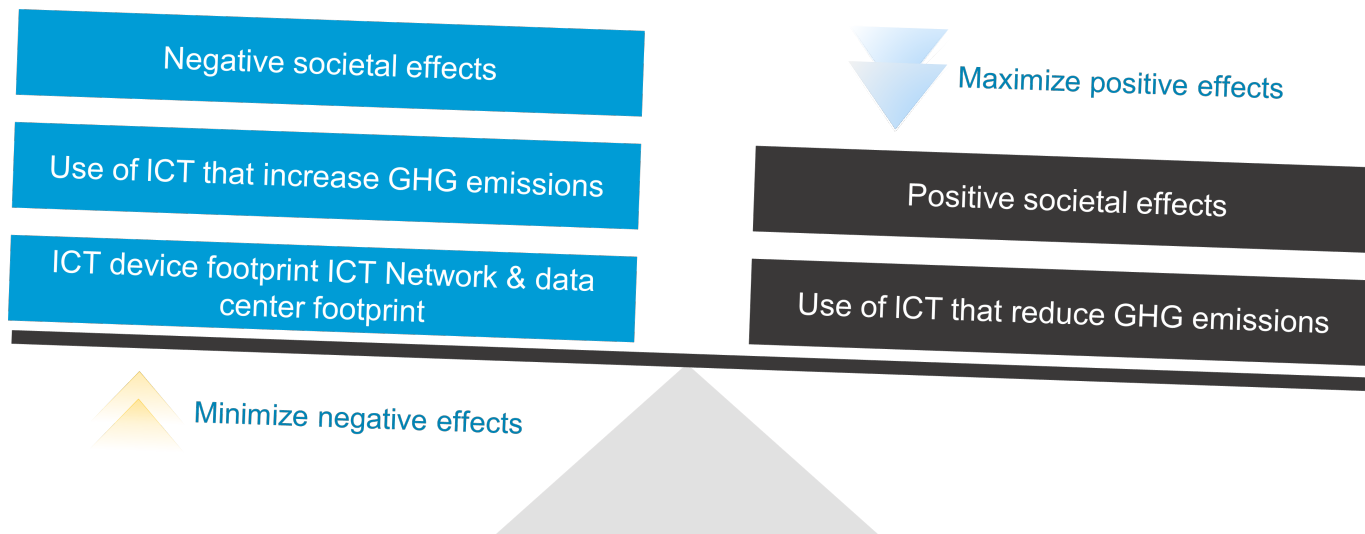 Negative societal effects
Maximize positive effects
Use of ICT that increase GHG emissions
Positive societal effects
ICT device footprint ICT Network & data
center footprint
Use of ICT that reduce GHG emissions
Minimize negative effects